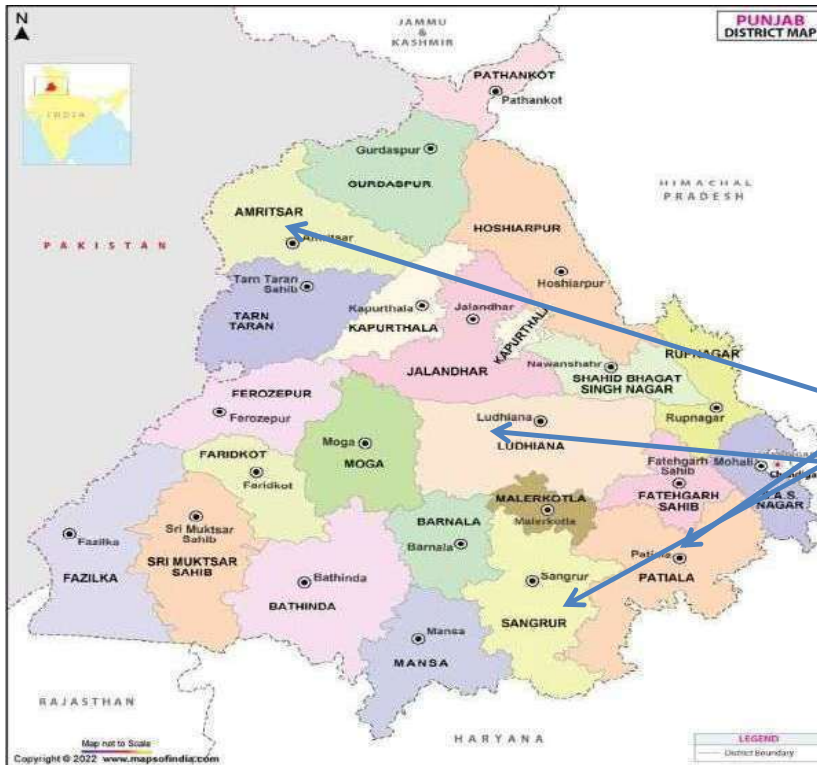 N
JAMMU
&
KASHMIR
PUNJAB
DISTRICT MAP
PATHANKOT
Pathankot
INDIA
Gurdaspur
GURDASPUR
HIMACHAL
PRADESH
AMRITSAR
HOSHIARPUR
Amritsar
PAKISTAN
Hoshiarpur
Tarn Taran
Sahib
TARN
TARAN
Kapurthala
KAPURTHALA
Jalandhar
JALANDHAR
KAPURTHALA
RUPNAGAR
Nawanshahr
SHAHID BHAGAT
SINGH NAGAR
Rupnagar
FEROZEPUR
Ferozepur
Moga
MOGA
Ludhiana
LUDHIANA
FARIDKOT
Faridkot
Fatehgarh
Sahib
FATEHGARH
SAHIB
Mohali
NAGAR
MALERKOTLA
Malerkotla
BARNALA
Barnala
Sri Muktsar
Sahib
SRI MUKTSAR
SAHIB
Fazilka
FAZILKA
Bathinda
BATHINDA
Sangrur
SANGRUR
PATIALA
Mansa
MANSA
RAJASTHAN
HARYANA
Map not to Scale
Copyright © 2022 www.mapsofindia.com
LEGEND
District Boundary